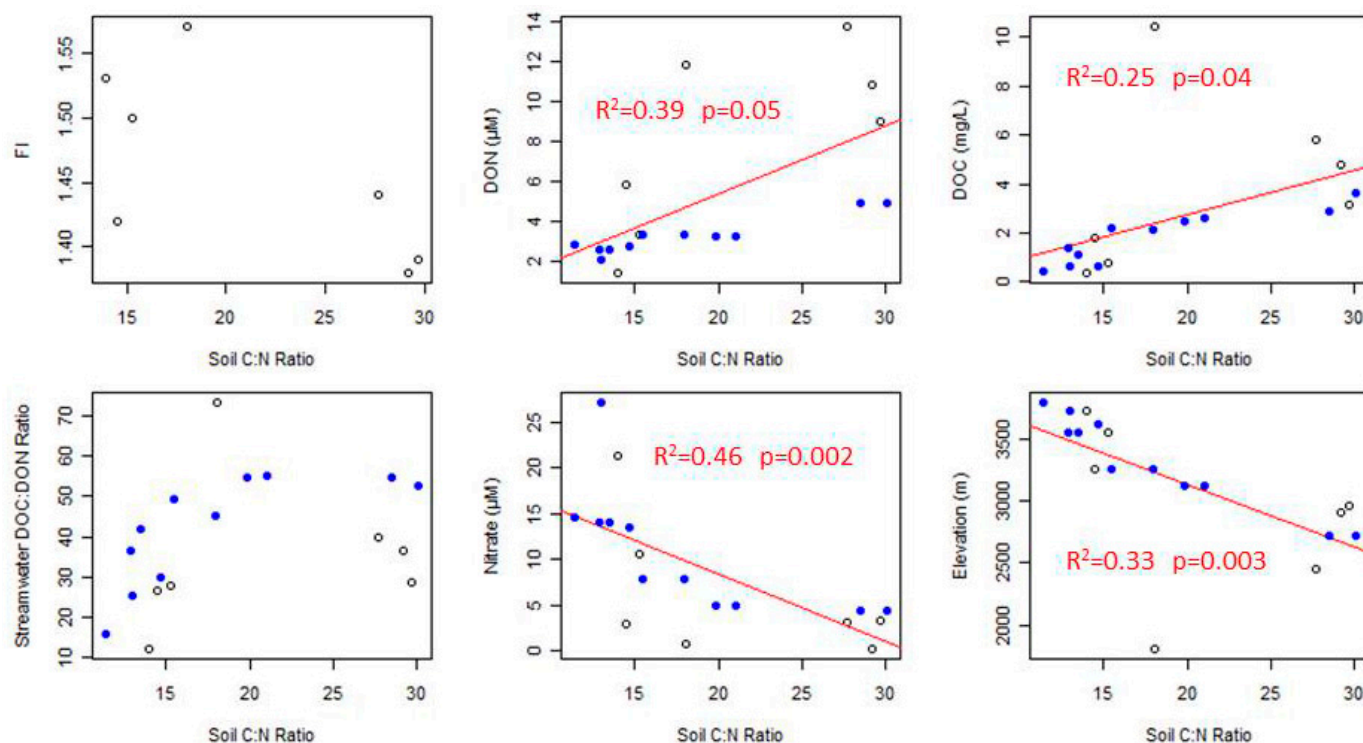 FI
1.40 1.45 1.50 1.55
15 20 25 30
Soil C:N Ratio
DON (µM)
2 4 6 8 10 12 14
R²=0.39 p=0.05
15 20 25 30
Soil C:N Ratio
DOC (mg/L)
0 2 4 6 8 10
R²=0.25 p=0.04
15 20 25 30
Soil C:N Ratio
Streamwater DOC:DON Ratio
10 20 30 40 50 60 70
15 20 25 30
Soil C:N Ratio
Nitrate (µM)
0 5 10 15 20 25
R²=0.46 p=0.002
15 20 25 30
Soil C:N Ratio
Elevation (m)
2000 2500 3000 3500
R²=0.33 p=0.003
15 20 25 30
Soil C:N Ratio